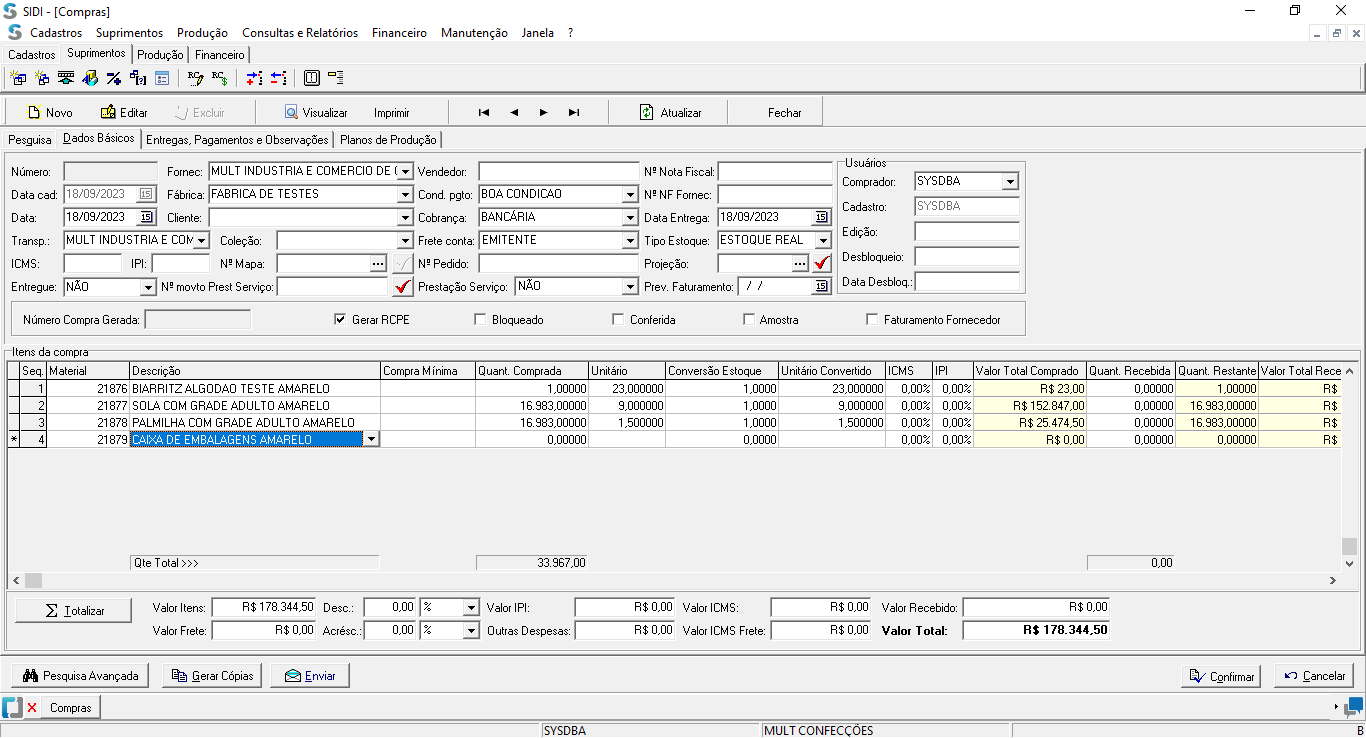 SIDI - [Compras]
Cadastros Suprimentos Produção Consultas e Relatórios Financeiro Manutenção Janela ?
Cadastros Suprimentos Produção Financeiro
Novo Editar Excluir Visualizar Imprimir Atualizar Fechar
Pesquisa Dados Básicos Entregas, Pagamentos e Observações Planos de Produção
Usuários
Número: Fornec: MULT INDUSTRIA E COMERCIO DE ( Vendedor: Nº Nota Fiscal: Comprador: SYSDBA
Data cad: 18/09/2023 15 Fábrica: FABRICA DE TESTES Cond. pgto: BOA CONDICAO Nº NF Fornec: Cadastro: SYSDBA
Data: 18/09/2023 15 Cliente: Cobrança: BANCÁRIA Data Entrega: 18/09/2023 15 Edição:
Transp.: MULT INDUSTRIA E COM Coleção: Frete conta: EMITENTE Tipo Estoque: ESTOQUE REAL Desbloqueio:
ICMS: IPI: Nº Mapa: ... Nº Pedido: Projeção: ... Data Desbloq.:
Entregue: NÃO Nº movto Prest Serviço: Prestação Serviço: NÃO Prev. Faturamento: / / 15
Número Compra Gerada: Gerar RCPE Bloqueado Conferida Amostra Faturamento Fornecedor
Itens da compra
Seq. Material Descrição Compra Mínima Quant. Comprada Unitário Conversão Estoque Unitário Convertido ICMS IPI Valor Total Comprado Quant. Recebida Quant. Restante Valor Total Rece
1 21876 BIARRITZ ALGODAO TESTE AMARELO 1,00000 23,000000 1,0000 23,000000 0,00% 0,00% R$ 23,00 0,00000 1,00000 R$
2 21877 SOLA COM GRADE ADULTO AMARELO 16.983,00000 9,000000 1,0000 9,000000 0,00% 0,00% R$ 152.847,00 0,00000 16.983,00000 R$
3 21878 PALMILHA COM GRADE ADULTO AMARELO 16.983,00000 1,500000 1,0000 1,500000 0,00% 0,00% R$ 25.474,50 0,00000 16.983,00000 R$
* 4 21879 CAIXA DE EMBALAGENS AMARELO 0,00000 0,0000 0,00% 0,00% R$ 0,00 0,00000 0,00000 R$
Qte Total >>> 33.967,00 0,00
Σ Totalizar Valor Itens: R$ 178.344,50 Desc.: 0,00 % Valor IPI: R$ 0,00 Valor ICMS: R$ 0,00 Valor Recebido: R$ 0,00
Valor Frete: R$ 0,00 Acrésc.: 0,00 % Outras Despesas: R$ 0,00 Valor ICMS Frete: R$ 0,00 Valor Total: R$ 178.344,50
Pesquisa Avançada Gerar Cópias Enviar Confirmar Cancelar
Compras
SYSDBA MULT CONFECÇÕES B